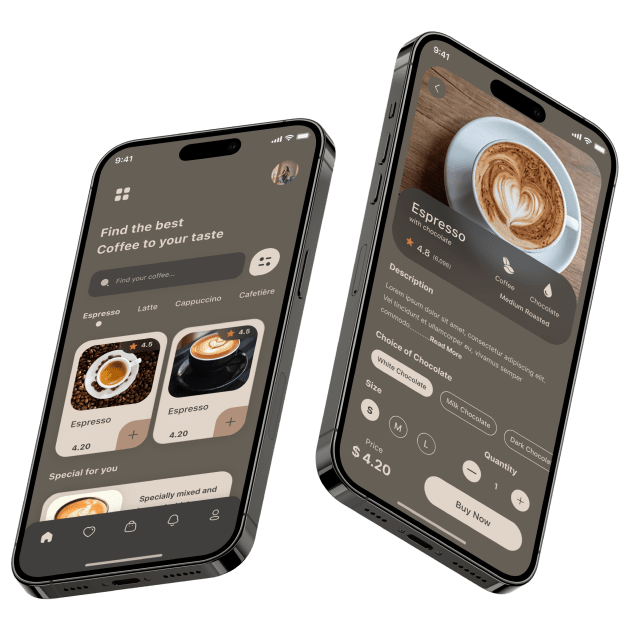 9:41
Find the best
Coffee to your taste
Find your coffee...
Espresso
Latte
Cappuccino
Cafetière
4.5
4.5
Espresso
4.20
Espresso
4.20
Special for you
Specially mixed and
9:41
Espresso
with chocolate
4.8 (6,098)
Coffee
Chocolate
Medium Roasted
Description
Lorem ipsum dolor sit amet, consectetur adipiscing elit.
Vel tincidunt et ullamcorper eu, vivamus semper
commodo..........Read More
Choice of Chocolate
White Chocolate
Milk Chocolate
Dark Chocola
Size
S
M
L
Quantity
1
Price
$ 4.20
Buy Now